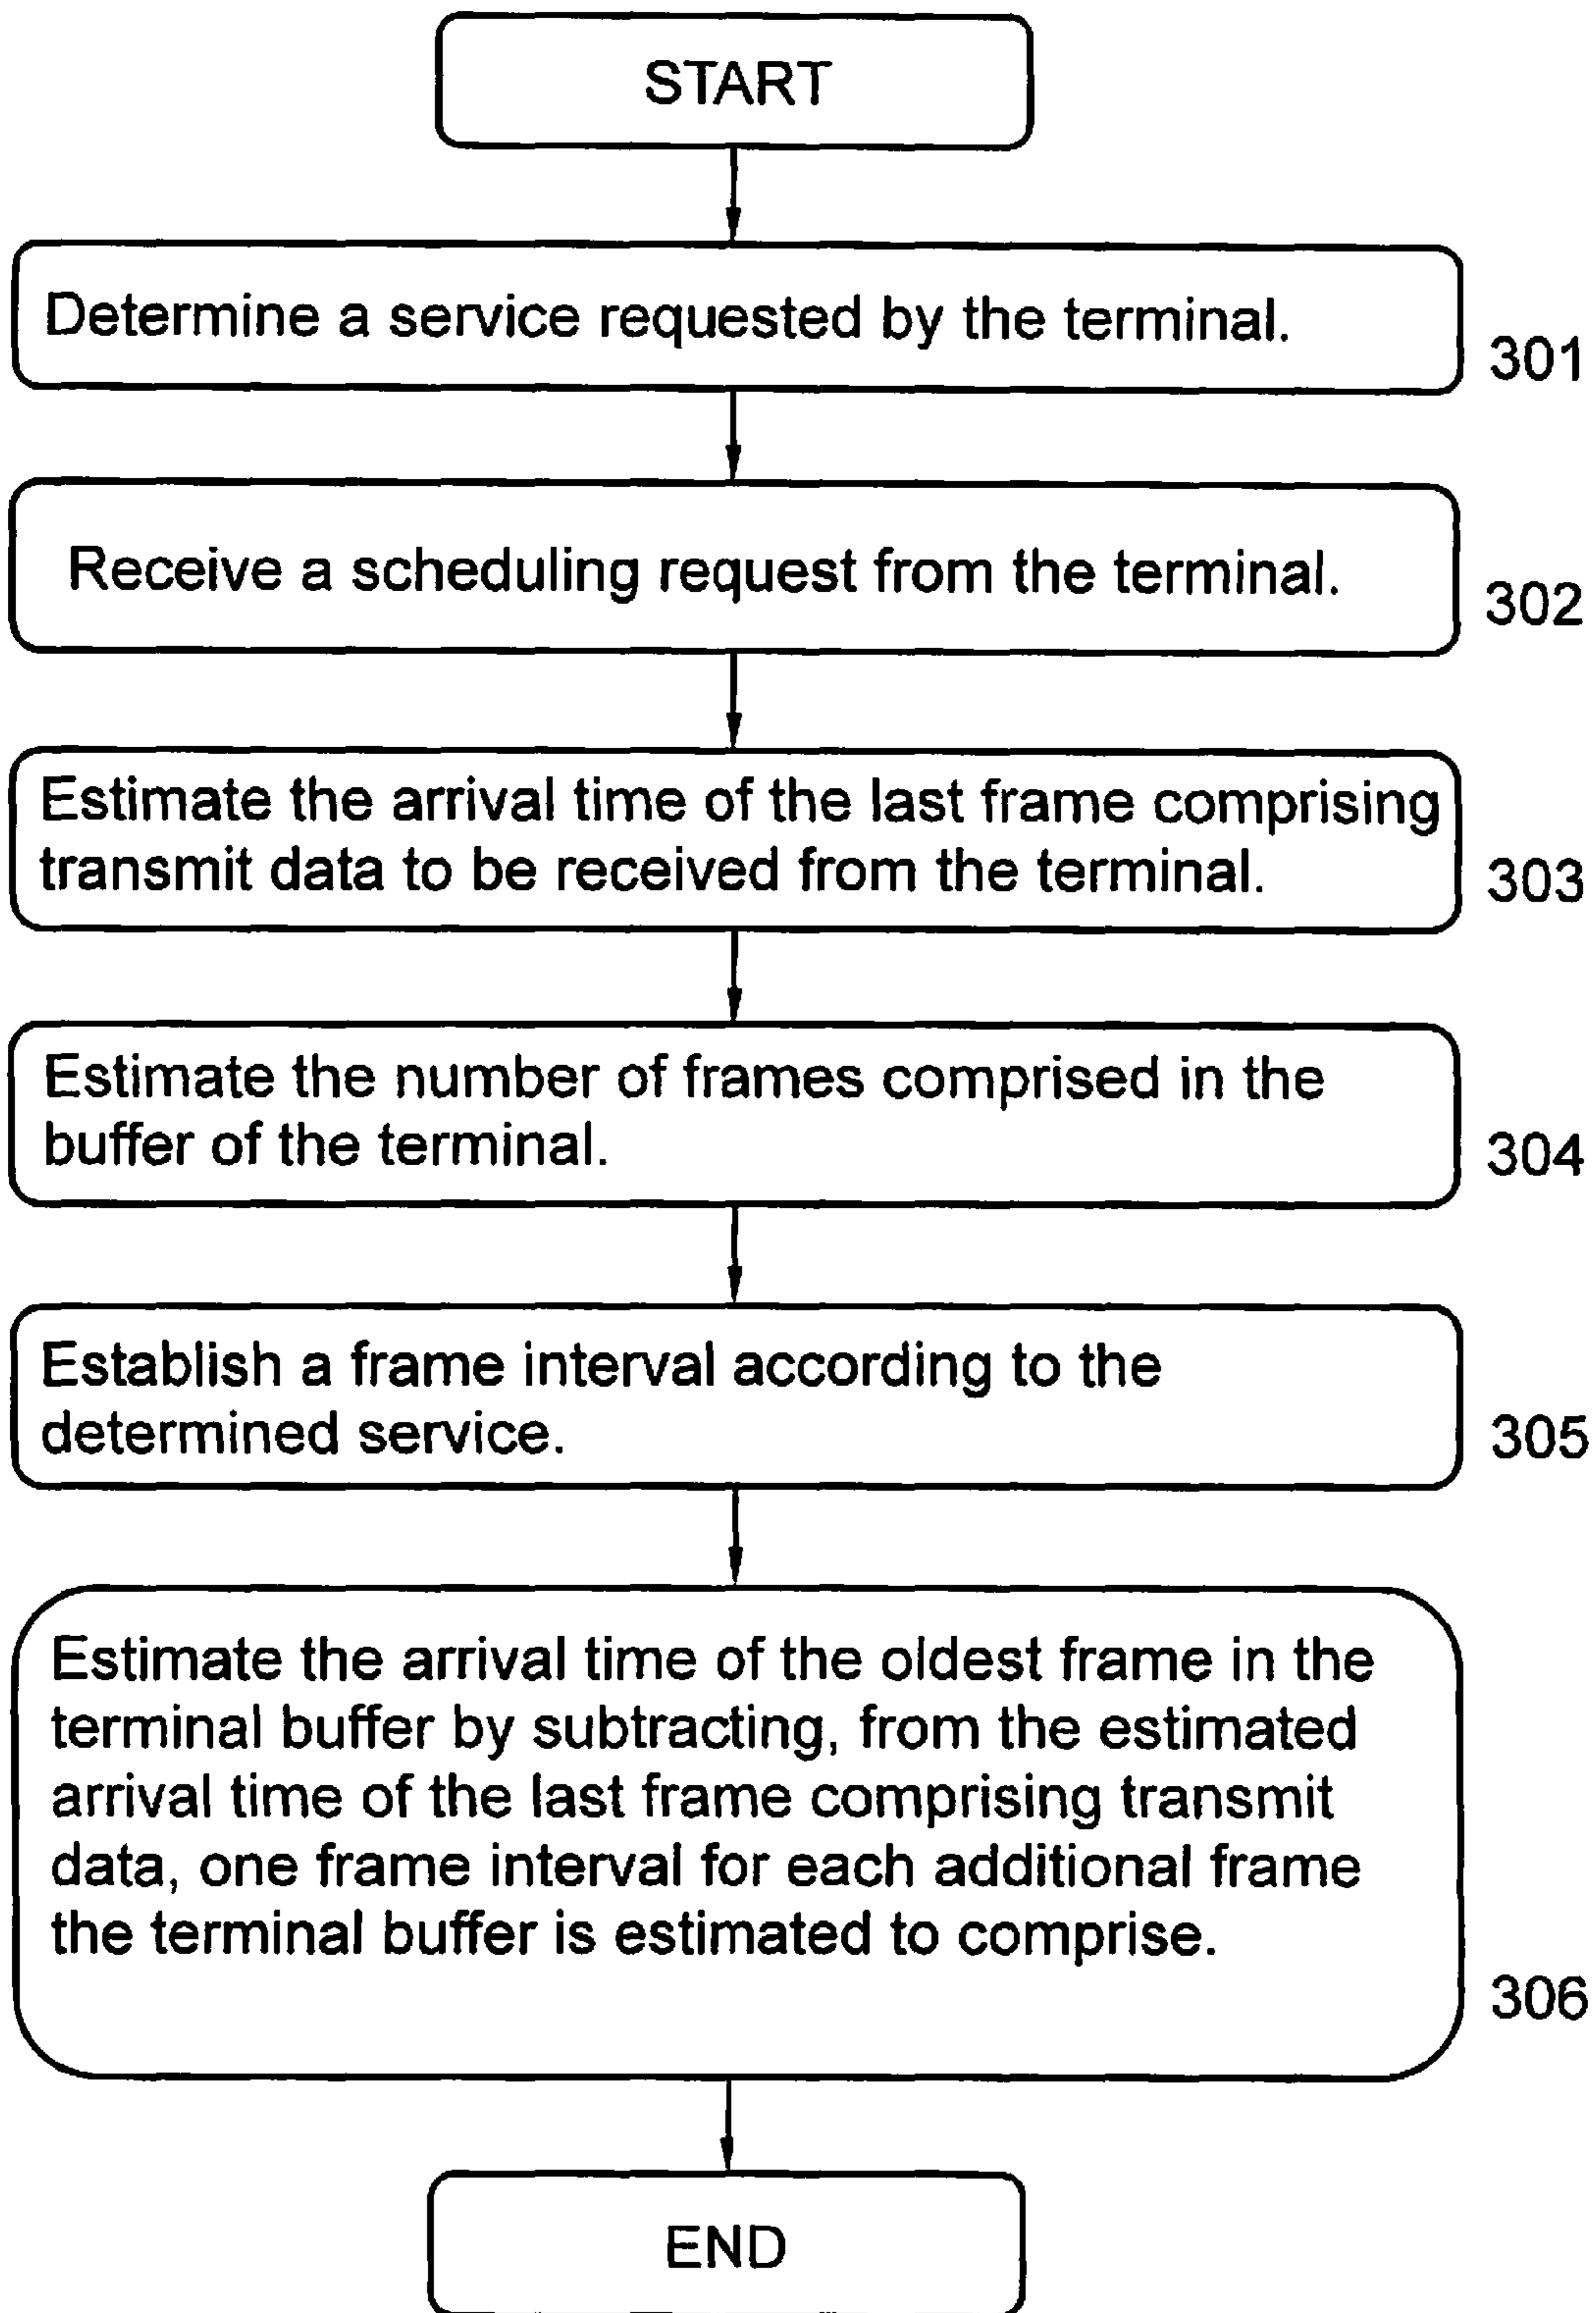 START
Determine a service requested by the terminal.
301
Receive a scheduling request from the terminal.
302
Estimate the arrival time of the last frame comprising
transmit data to be received from the terminal.
303
Estimate the number of frames comprised in the
buffer of the terminal.
304
Establish a frame interval according to the
determined service.
305
Estimate the arrival time of the oldest frame in the
terminal buffer by subtracting, from the estimated
arrival time of the last frame comprising transmit
data, one frame interval for each additional frame
the terminal buffer is estimated to comprise.
306
END